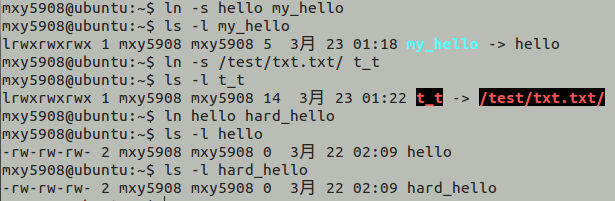 mxy5908@ubuntu:~$ ln -s hello my_hello
mxy5908@ubuntu:~$ ls -l my_hello
lrwxrwxrwx 1 mxy5908 mxy5908 5  3月 23 01:18 my_hello -> hello
mxy5908@ubuntu:~$ ln -s /test/txt.txt/ t_t
mxy5908@ubuntu:~$ ls -l t_t
lrwxrwxrwx 1 mxy5908 mxy5908 14  3月 23 01:22 t_t -> /test/txt.txt/
mxy5908@ubuntu:~$ ln hello hard_hello
mxy5908@ubuntu:~$ ls -l hello
-rw-rw-rw- 2 mxy5908 mxy5908 0  3月 22 02:09 hello
mxy5908@ubuntu:~$ ls -l hard_hello
-rw-rw-rw- 2 mxy5908 mxy5908 0  3月 22 02:09 hard_hello